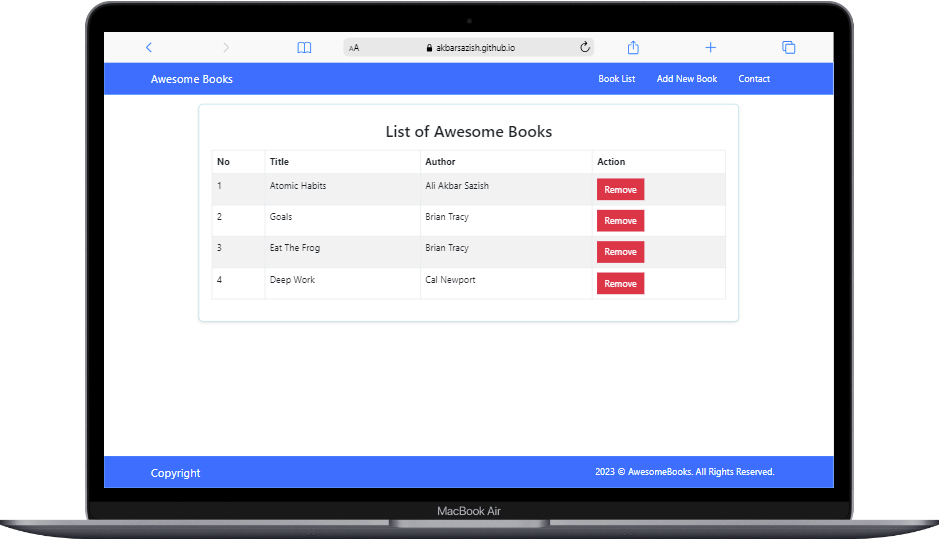 AA akbarsazish.github.io
Awesome Books Book List Add New Book Contact
List of Awesome Books
No Title Author Action
1 Atomic Habits Ali Akbar Sazish Remove
2 Goals Brian Tracy Remove
3 Eat The Frog Brian Tracy Remove
4 Deep Work Cal Newport Remove
Copyright 2023 © AwesomeBooks. All Rights Reserved.
MacBook Air